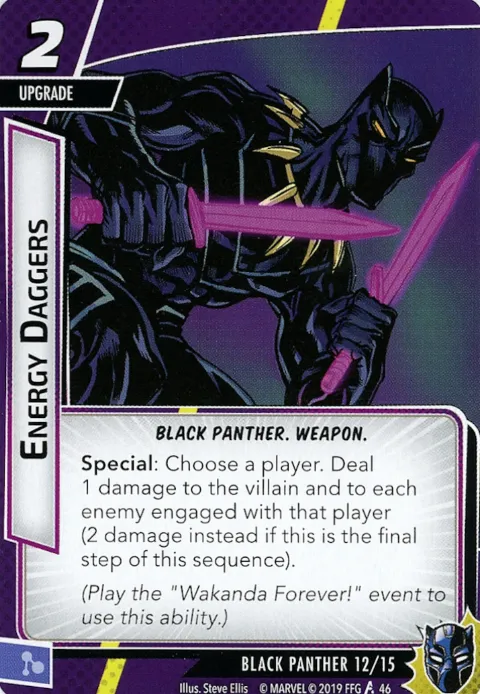 2
UPGRADE
ENERGY DAGGERS
BLACK PANTHER. WEAPON.
Special: Choose a player. Deal
1 damage to the villain and to each
enemy engaged with that player
(2 damage instead if this is the final
step of this sequence).
(Play the "Wakanda Forever!" event to
use this ability.)
BLACK PANTHER 12/15
Illus. Steve Ellis © MARVEL © 2019 FFG 46